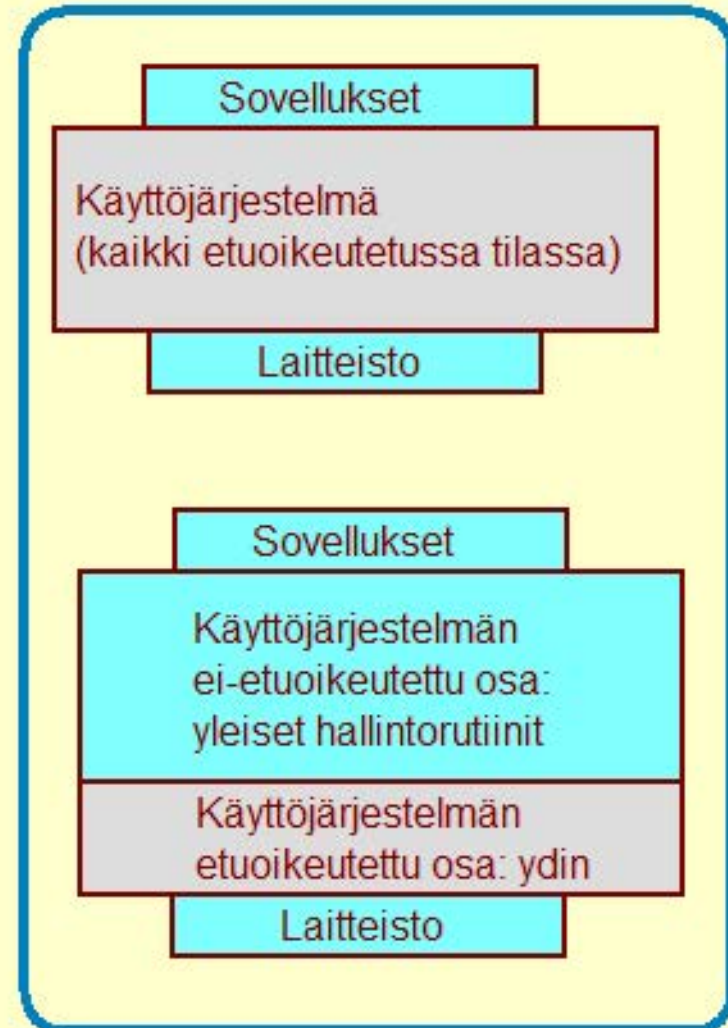 Sovellukset
Käyttöjärjestelmä
(kaikki etuoikeutetussa tilassa)
Laitteisto
Sovellukset
Käyttöjärjestelmän
ei-etuoikeutettu osa:
yleiset hallintorutiinit
Käyttöjärjestelmän
etuoikeutettu osa: ydin
Laitteisto